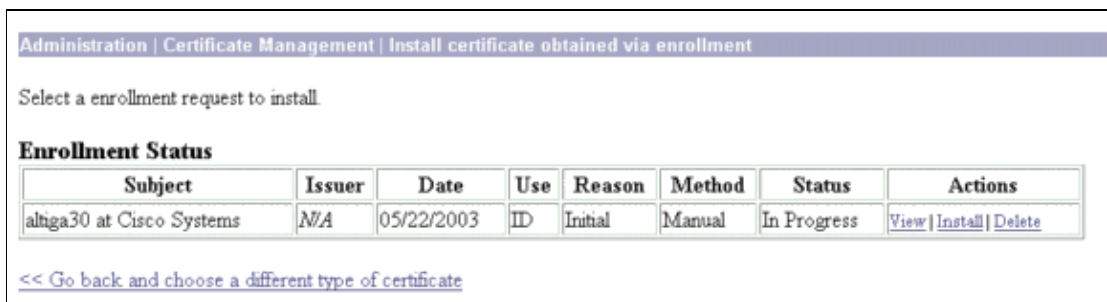 Administration | Certificate Management | Install certificate obtained via enrollment
Select a enrollment request to install.
Enrollment Status
Subject Issuer Date Use Reason Method Status Actions
altiga30 at Cisco Systems N/A 05/22/2003 ID Initial Manual In Progress View | Install | Delete
<< Go back and choose a different type of certificate